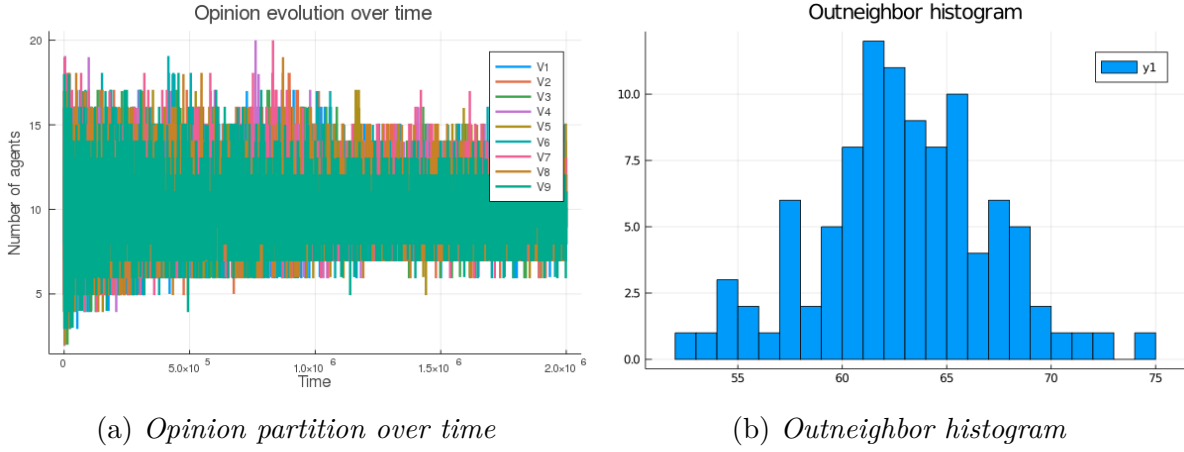 Opinion evolution over time
Number of agents
20
15
10
5
V1
V2
V3
V4
V5
V6
V7
V8
V9
0
5.0×10 5
1.0×10 6
1.5×10 6
2.0×10 6
Time
(a) Opinion partition over time
Outneighbor histogram
10.0
7.5
5.0
2.5
0.0
y1
55
60
65
70
75
(b) Outneighbor histogram